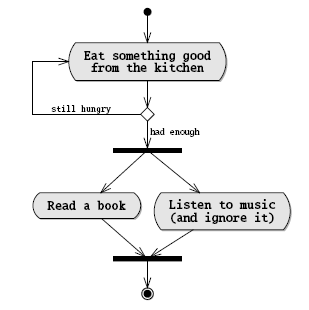 Eat something good
from the kitchen
still hungry
had enough
Read a book
Listen to music
(and ignore it)